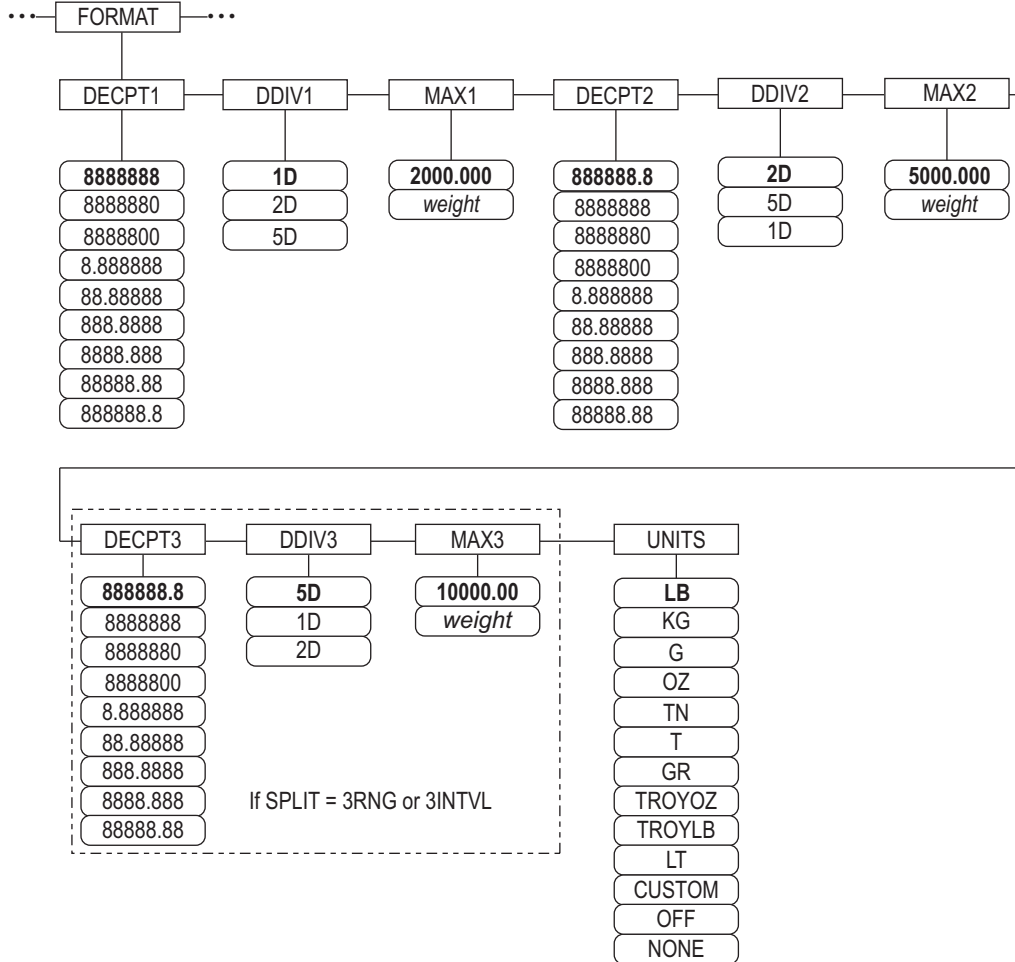 ••• FORMAT •••
DECPT1 DDIV1 MAX1 DECPT2 DDIV2 MAX2
8888888 1D 2000.000 888888.8 2D 5000.000
8888880 2D weight 8888888 5D weight
8888800 5D 8888880 1D
8.888888 8888800
88.88888 8.888888
888.8888 88.88888
8888.888 888.8888
88888.88 8888.888
888888.8 88888.88
DECPT3 DDIV3 MAX3 UNITS
888888.8 5D 10000.00 LB
8888888 1D weight KG
8888880 2D G
8888800 OZ
8.888888 TN
88.88888 T
888.8888 GR
8888.888 If SPLIT = 3RNG or 3INTVL TROYOZ
88888.88 TROYLB
LT
CUSTOM
OFF
NONE